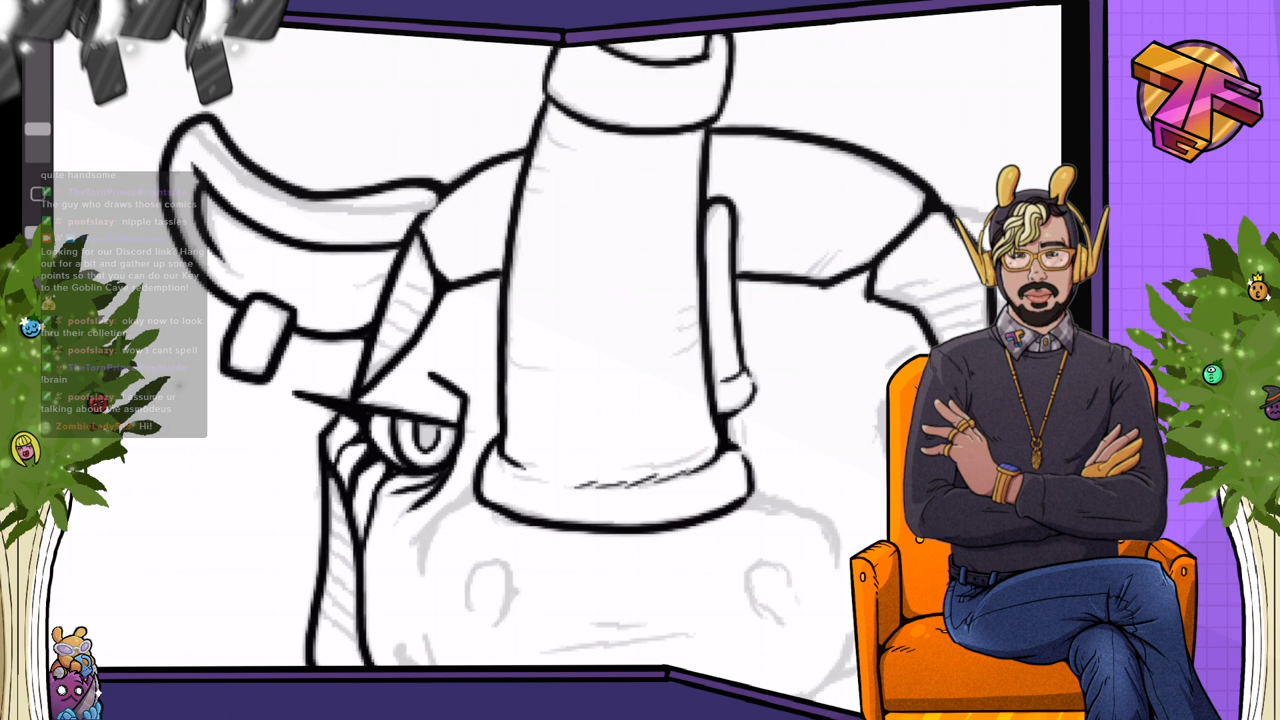 quite handsome
The guy who draws those comics
poofslazy: nipple tassles
Looking for our Discord link? Hang
out for a bit and gather up some
points so that you can do our Key
to the Goblin Cave redemption!
poofslazy: okay now to look
thru their colletion
poofslazy: wow i cant spell
!brain
poofslazy: i assume ur
talking about the asmodeus
Hi!
7F
G